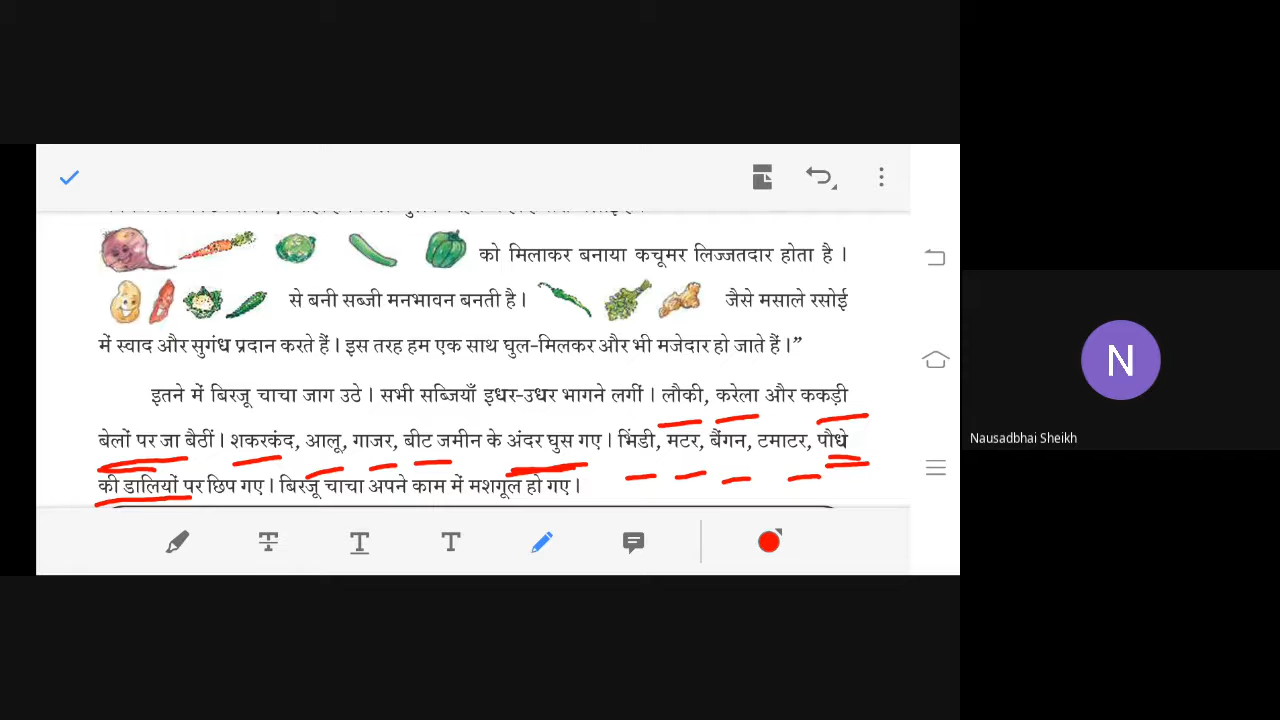 को मिलाकर बनाया कचूमर लिज्जतदार होता है।
से बनी सब्जी मनभावन बनती है। जैसे मसाले रसोई
में स्वाद और सुगंध प्रदान करते हैं। इस तरह हम एक साथ घुल-मिलकर और भी मजेदार हो जाते हैं।”
इतने में बिरजू चाचा जाग उठे। सभी सब्जियाँ इधर-उधर भागने लगीं। लौकी, करेला और ककड़ी
बेलों पर जा बैठीं। शकरकंद, आलू, गाजर, बीट जमीन के अंदर घुस गए। भिंडी, मटर, बैंगन, टमाटर, पौधे
की डालियों पर छिप गए। बिरजू चाचा अपने काम में मशगूल हो गए।
T T T
N
Nausadbhai Sheikh